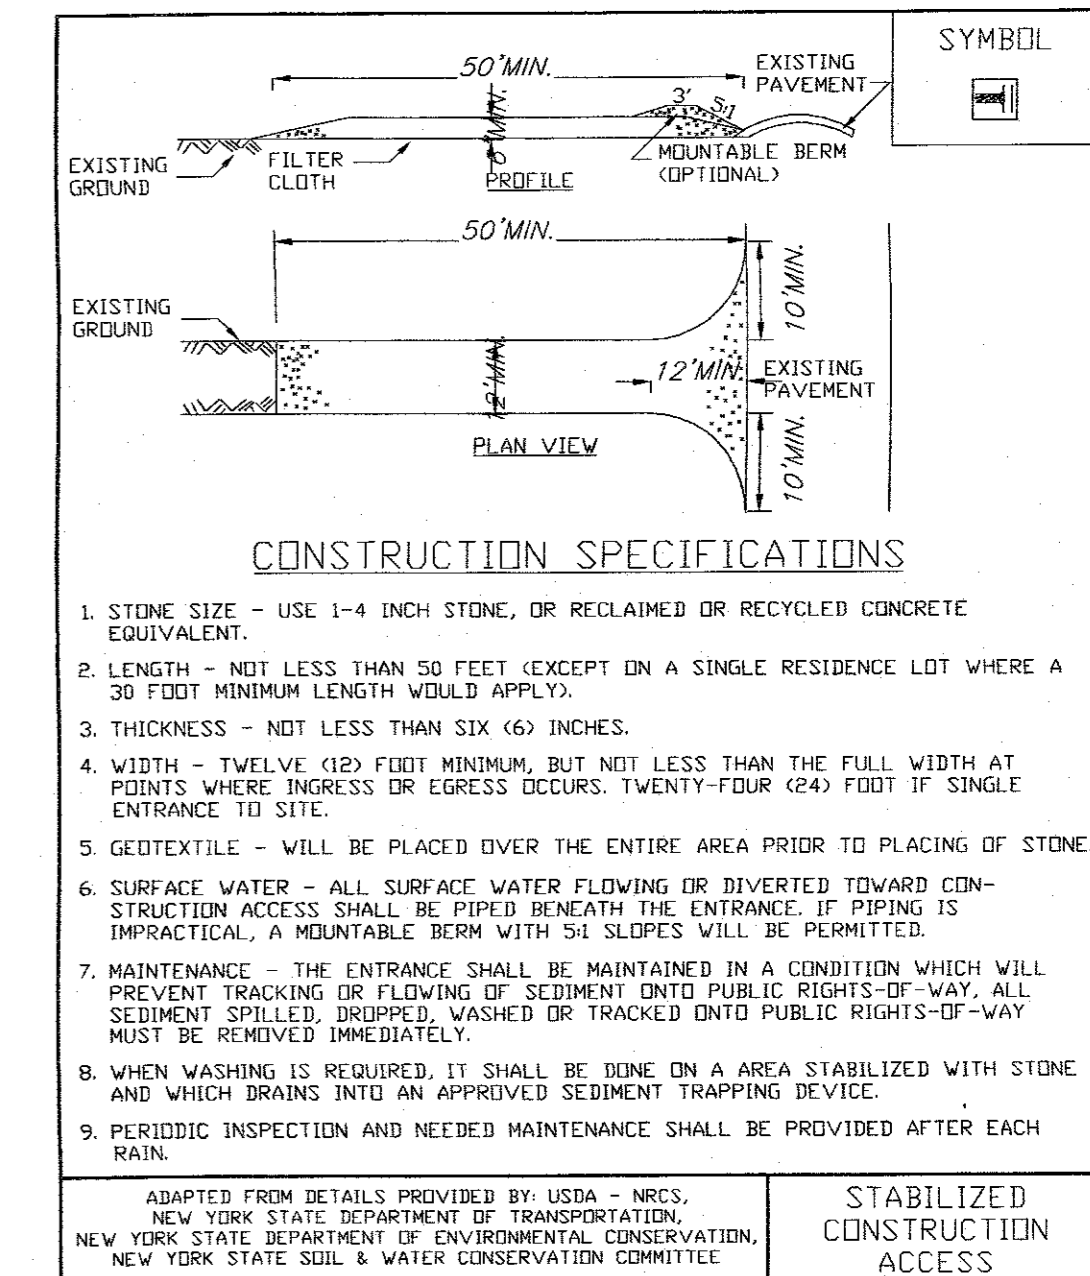 SYMBOL
50'MIN.
EXISTING
PAVEMENT
3'
5:1
EXISTING
GROUND
FILTER
CLOTH
PROFILE
MOUNTABLE BERM
(OPTIONAL)
50'MIN.
EXISTING
GROUND
10'MIN.
12'MIN.
12'MIN.
EXISTING
PAVEMENT
10'MIN.
PLAN VIEW
CONSTRUCTION SPECIFICATIONS
1. STONE SIZE - USE 1-4 INCH STONE, OR RECLAIMED OR RECYCLED CONCRETE
EQUIVALENT.
2. LENGTH - NOT LESS THAN 50 FEET (EXCEPT ON A SINGLE RESIDENCE LOT WHERE A
30 FOOT MINIMUM LENGTH WOULD APPLY).
3. THICKNESS - NOT LESS THAN SIX (6) INCHES.
4. WIDTH - TWELVE (12) FOOT MINIMUM, BUT NOT LESS THAN THE FULL WIDTH AT
POINTS WHERE INGRESS OR EGRESS OCCURS. TWENTY-FOUR (24) FOOT IF SINGLE
ENTRANCE TO SITE.
5. GEOTEXTILE - WILL BE PLACED OVER THE ENTIRE AREA PRIOR TO PLACING OF STONE
6. SURFACE WATER - ALL SURFACE WATER FLOWING OR DIVERTED TOWARD CON-
STRUCTION ACCESS SHALL BE PIPED BENEATH THE ENTRANCE. IF PIPING IS
IMPRACTICAL, A MOUNTABLE BERM WITH 5:1 SLOPES WILL BE PERMITTED.
7. MAINTENANCE - THE ENTRANCE SHALL BE MAINTAINED IN A CONDITION WHICH WILL
PREVENT TRACKING OR FLOWING OF SEDIMENT ONTO PUBLIC RIGHTS-OF-WAY, ALL
SEDIMENT SPILLED, DROPPED, WASHED OR TRACKED ONTO PUBLIC RIGHTS-OF-WAY
MUST BE REMOVED IMMEDIATELY.
8. WHEN WASHING IS REQUIRED, IT SHALL BE DONE ON A AREA STABILIZED WITH STONE
AND WHICH DRAINS INTO AN APPROVED SEDIMENT TRAPPING DEVICE.
9. PERIODIC INSPECTION AND NEEDED MAINTENANCE SHALL BE PROVIDED AFTER EACH
RAIN.
ADAPTED FROM DETAILS PROVIDED BY: USDA - NRCS,
NEW YORK STATE DEPARTMENT OF TRANSPORTATION,
NEW YORK STATE DEPARTMENT OF ENVIRONMENTAL CONSERVATION,
NEW YORK STATE SOIL & WATER CONSERVATION COMMITTEE
STABILIZED
CONSTRUCTION
ACCESS